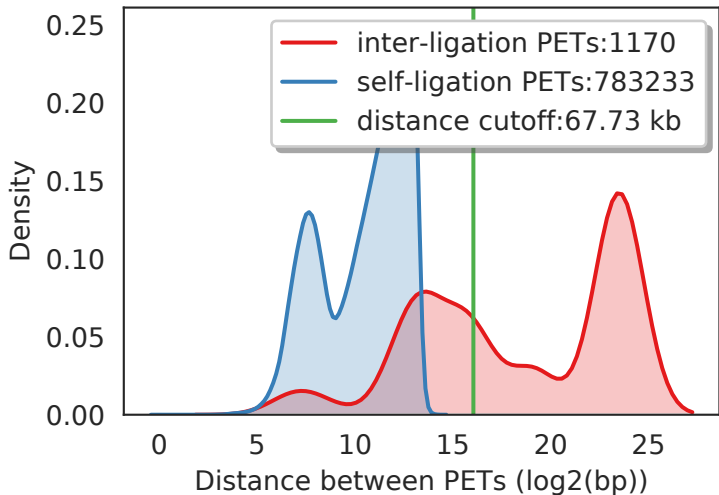 0.25
0.20
0.15
0.10
0.05
0.00
Density
inter-ligation PETs:1170
self-ligation PETs:783233
distance cutoff:67.73 kb
0 5 10 15 20 25
Distance between PETs (log2(bp))